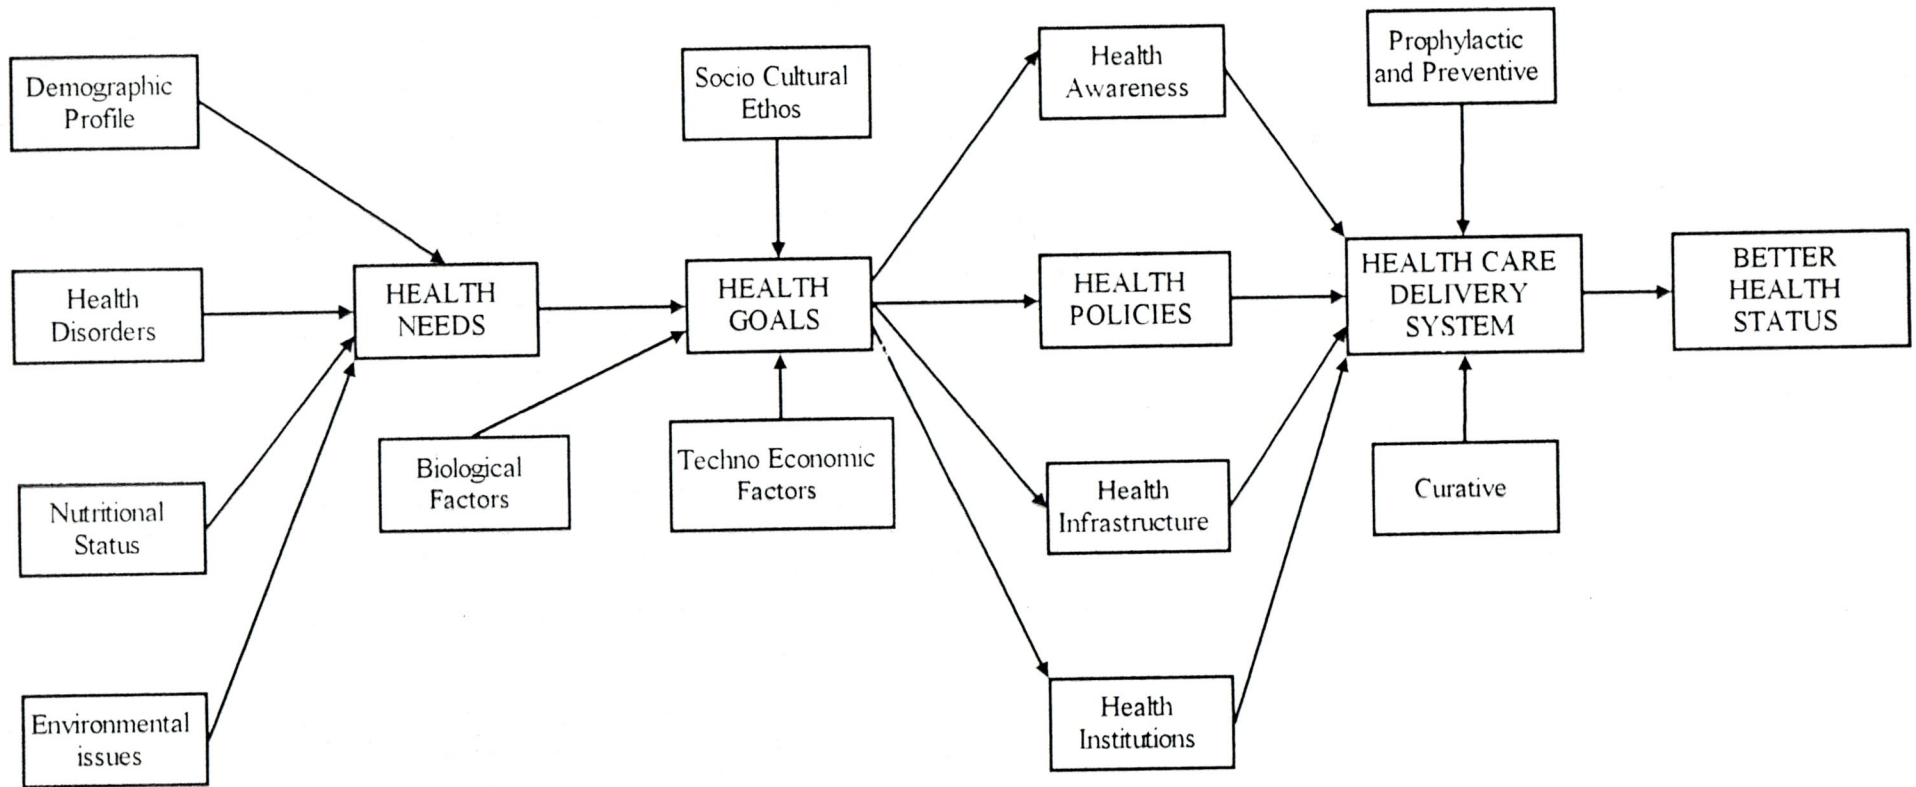 Demographic
Profile
Health
Disorders
Nutritional
Status
Environmental
issues
HEALTH
NEEDS
Biological
Factors
Socio Cultural
Ethos
HEALTH
GOALS
Techno Economic
Factors
Health
Awareness
HEALTH
POLICIES
Health
Infrastructure
Health
Institutions
Prophylactic
and Preventive
HEALTH CARE
DELIVERY
SYSTEM
Curative
BETTER
HEALTH
STATUS